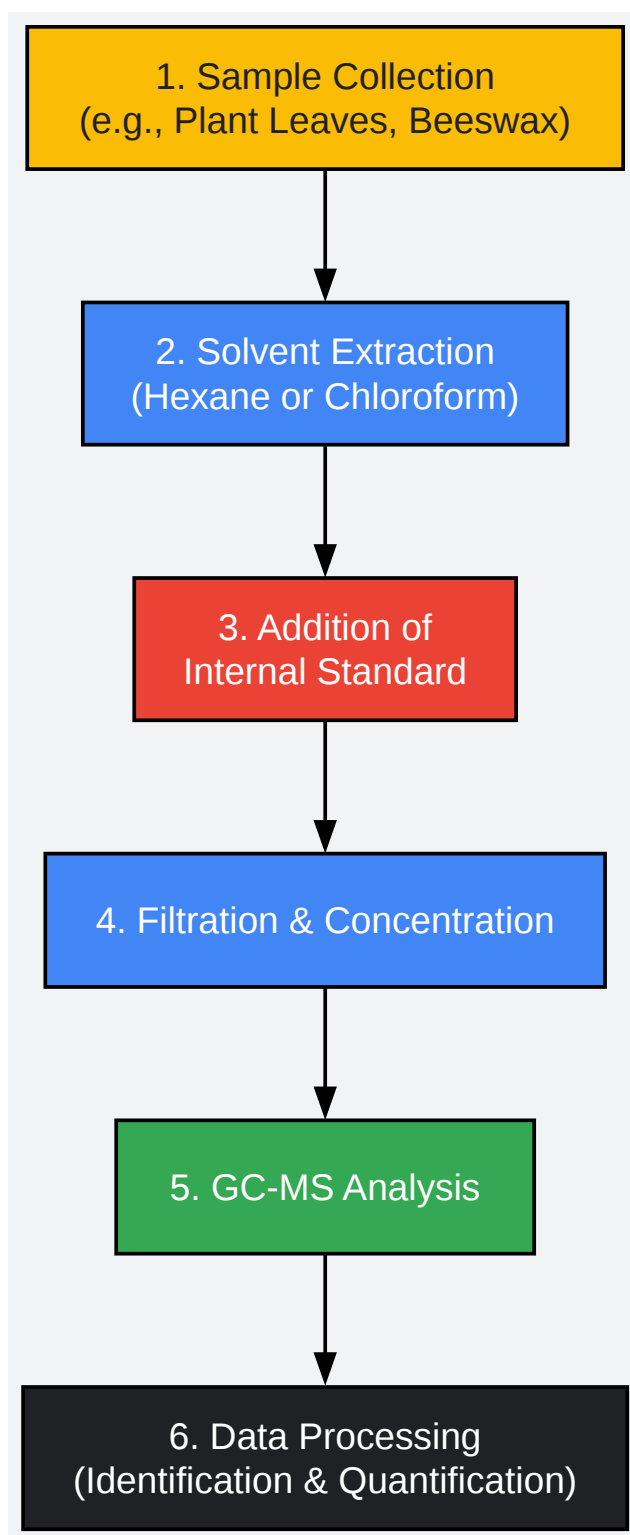 1. Sample Collection
(e.g., Plant Leaves, Beeswax)
2. Solvent Extraction
(Hexane or Chloroform)
3. Addition of
Internal Standard
4. Filtration & Concentration
5. GC-MS Analysis
6. Data Processing
(Identification & Quantification)